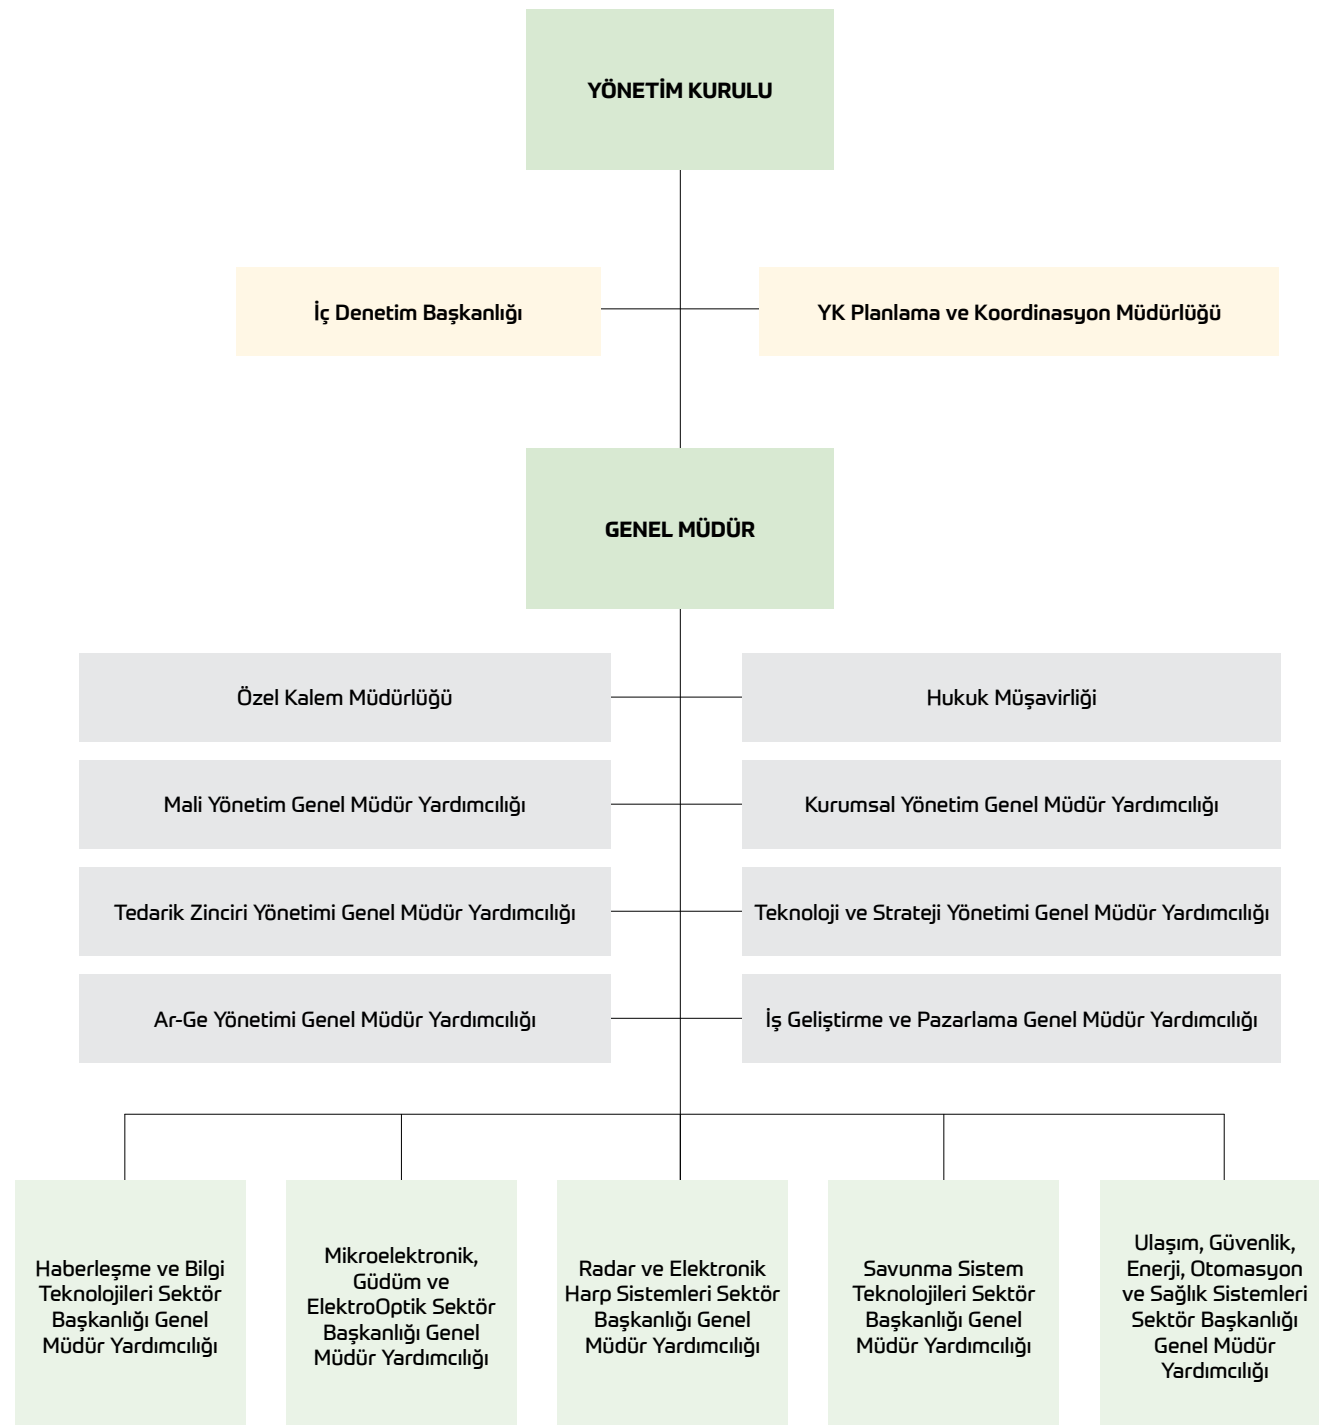 YÖNETİM KURULU
İç Denetim Başkanlığı
YK Planlama ve Koordinasyon Müdürlüğü
GENEL MÜDÜR
Özel Kalem Müdürlüğü
Hukuk Müşavirliği
Mali Yönetim Genel Müdür Yardımcılığı
Kurumsal Yönetim Genel Müdür Yardımcılığı
Tedarik Zinciri Yönetimi Genel Müdür Yardımcılığı
Teknoloji ve Strateji Yönetimi Genel Müdür Yardımcılığı
Ar-Ge Yönetimi Genel Müdür Yardımcılığı
İş Geliştirme ve Pazarlama Genel Müdür Yardımcılığı
Haberleşme ve Bilgi
Teknolojileri Sektör
Başkanlığı Genel
Müdür Yardımcılığı
Mikroelektronik,
Güdüm ve
ElektroOptik Sektör
Başkanlığı Genel
Müdür Yardımcılığı
Radar ve Elektronik
Harp Sistemleri Sektör
Başkanlığı Genel
Müdür Yardımcılığı
Savunma Sistem
Teknolojileri Sektör
Başkanlığı Genel
Müdür Yardımcılığı
Ulaşım, Güvenlik,
Enerji, Otomasyon
ve Sağlık Sistemleri
Sektör Başkanlığı
Genel Müdür
Yardımcılığı